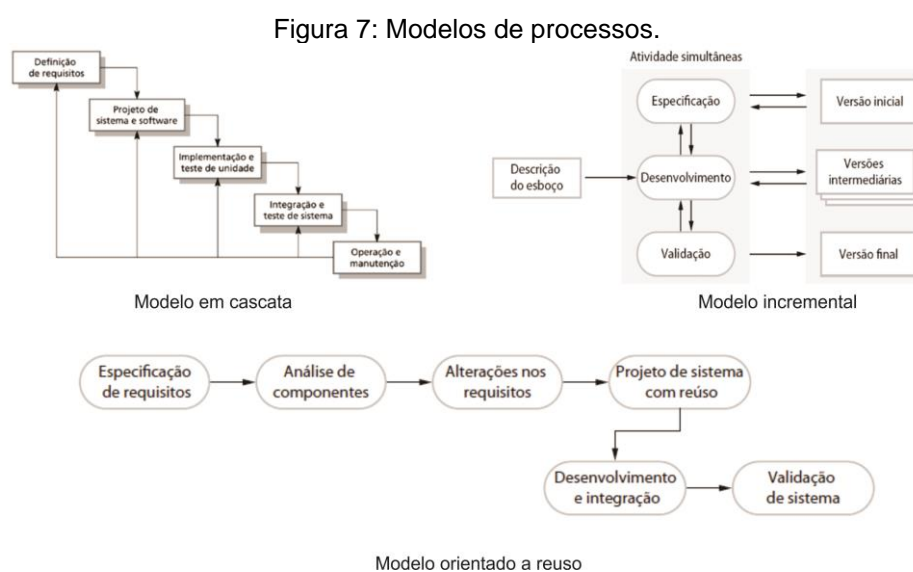 Figura 7: Modelos de processos.
Definição
de requisitos
Projeto de
sistema e software
Implementação e
teste de unidade
Integração e
teste de sistema
Operação e
manutenção
Modelo em cascata
Atividade simultâneas
Especificação
Versão inicial
Descrição
do esboço
Desenvolvimento
Versões
intermediárias
Validação
Versão final
Modelo incremental
Especificação
de requisitos
Análise de
componentes
Alterações nos
requisitos
Projeto de sistema
com reúso
Desenvolvimento
e integração
Validação
de sistema
Modelo orientado a reuso